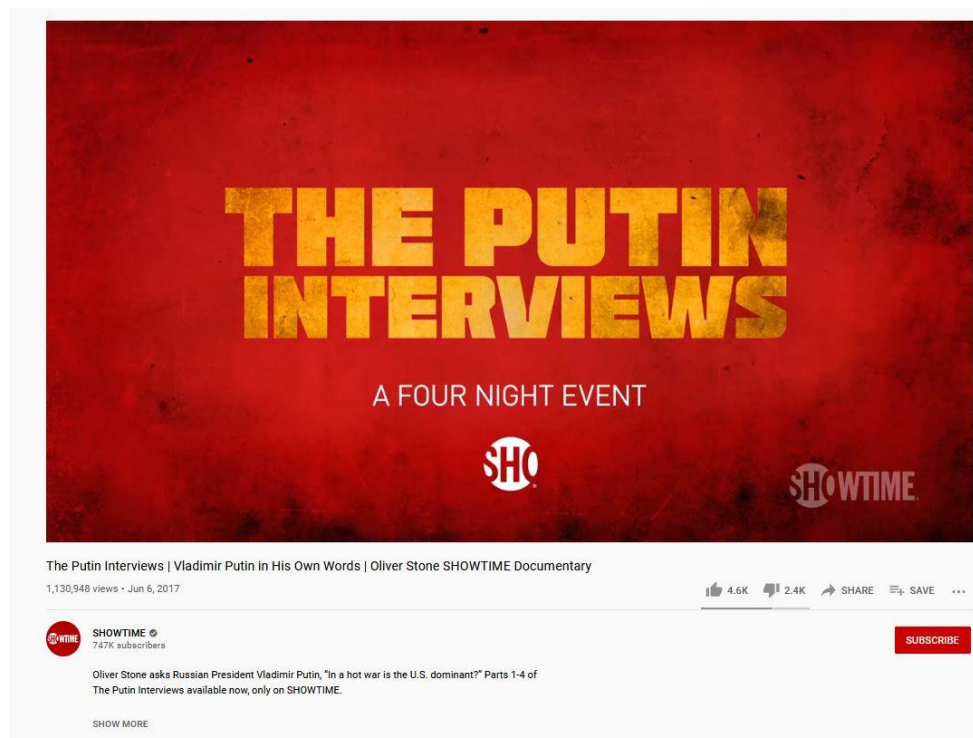 THE PUTIN
INTERVIEWS
A FOUR NIGHT EVENT
SHO
SHOWTIME
The Putin Interviews | Vladimir Putin in His Own Words | Oliver Stone SHOWTIME Documentary
1,130,948 views • Jun 6, 2017
4.6K 2.4K SHARE SAVE ...
SHOWTIME
SHOWTIME
747K subscribers
SUBSCRIBE
Oliver Stone asks Russian President Vladimir Putin, "In a hot war is the U.S. dominant?" Parts 1-4 of
The Putin Interviews available now, only on SHOWTIME.
SHOW MORE